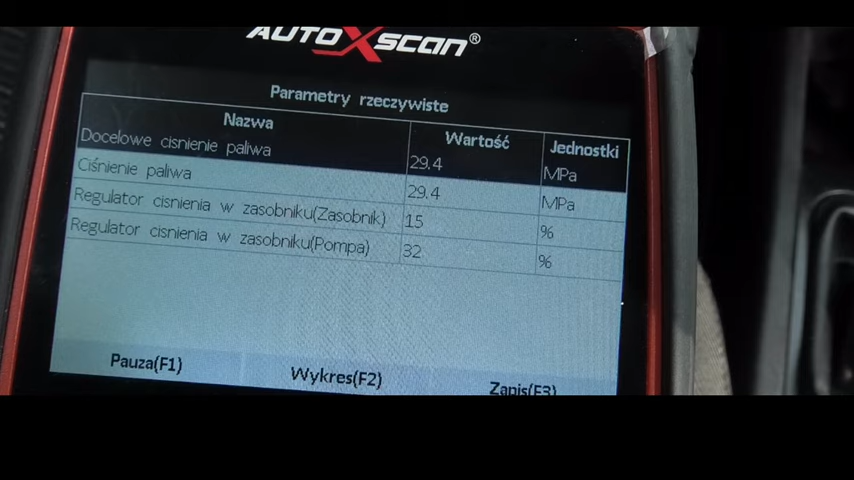 AUTOXSCAN®
Parametry rzeczywiste
Nazwa Wartość Jednostki
Docelowe cisnienie paliwa 29.4 MPa
Ciśnienie paliwa 29.4 MPa
Regulator cisnienia w zasobniku(Zasobnik) 15 %
Regulator cisnienia w zasobniku(Pompa) 32 %
Pauza(F1) Wykres(F2) Zapis(F3)